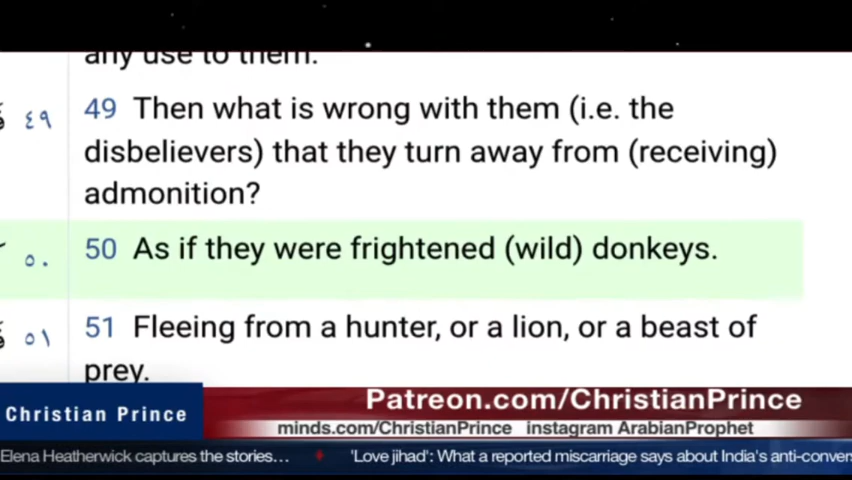 any use to them.
٤٩ 49 Then what is wrong with them (i.e. the
disbelievers) that they turn away from (receiving)
admonition?
٥٠ 50 As if they were frightened (wild) donkeys.
٥١ 51 Fleeing from a hunter, or a lion, or a beast of
prey.
Christian Prince
Patreon.com/ChristianPrince
minds.com/ChristianPrince instagram ArabianProphet
Elena Heatherwick captures the stories... 'Love jihad': What a reported miscarriage says about India's anti-conver